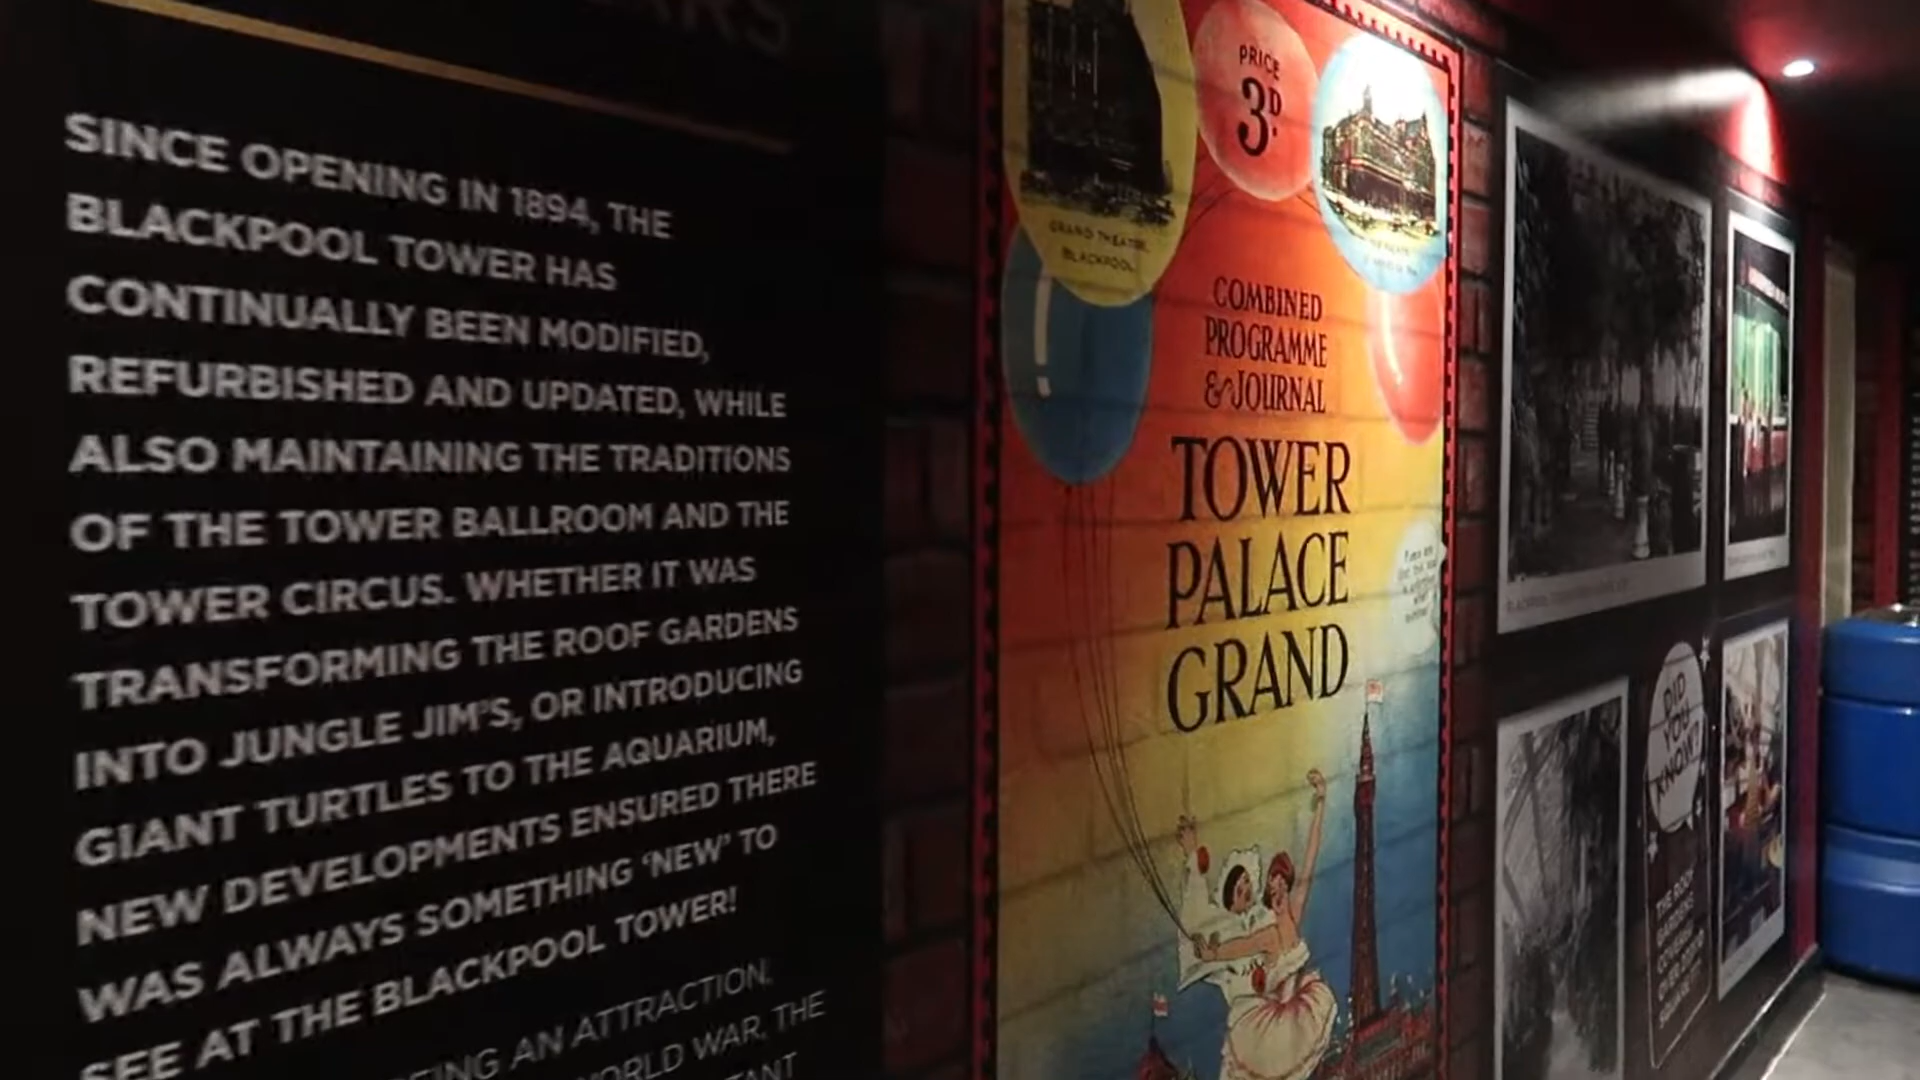 SINCE OPENING IN 1894, THE
BLACKPOOL TOWER HAS
CONTINUALLY BEEN MODIFIED,
REFURBISHED AND UPDATED, WHILE
ALSO MAINTAINING THE TRADITIONS
OF THE TOWER BALLROOM AND THE
TOWER CIRCUS. WHETHER IT WAS
TRANSFORMING THE ROOF GARDENS
INTO JUNGLE JIM'S, OR INTRODUCING
GIANT TURTLES TO THE AQUARIUM,
NEW DEVELOPMENTS ENSURED THERE
WAS ALWAYS SOMETHING 'NEW' TO
SEE AT THE BLACKPOOL TOWER!
AN ATTRACTION,
WORLD WAR, THE
GRAND THEATRE,
BLACKPOOL
PRICE
3D.
COMBINED
PROGRAMME
& JOURNAL
TOWER
PALACE
GRAND
DID
YOU
KNOW?
THE ROOF
GARDENS